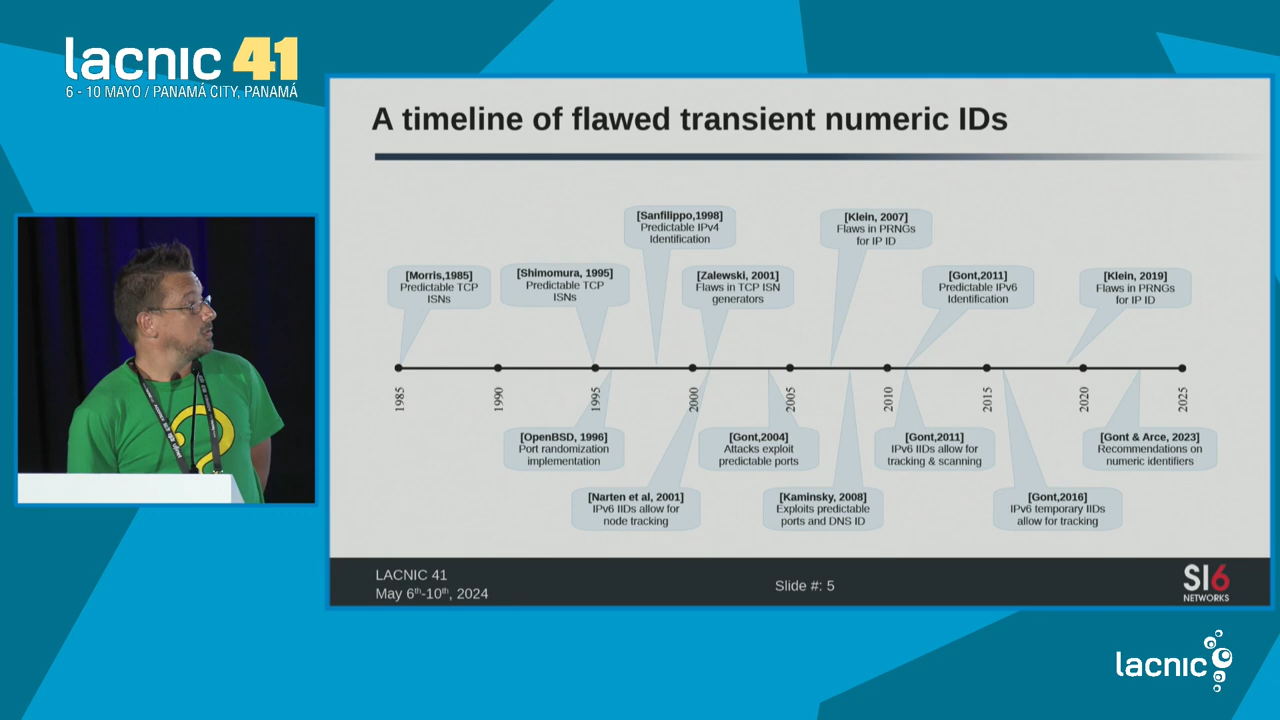 lacnic 41
6 - 10 MAYO / PANAMÁ CITY, PANAMÁ
A timeline of flawed transient numeric IDs
[Sanfilippo,1998]
Predictable IPv4
Identification
[Klein, 2007]
Flaws in PRNGs
for IP ID
[Morris,1985]
Predictable TCP
ISNs
[Shimomura, 1995]
Predictable TCP
ISNs
[Zalewski, 2001]
Flaws in TCP ISN
generators
[Gont,2011]
Predictable IPv6
Identification
[Klein, 2019]
Flaws in PRNGs
for IP ID
1985
1990
1995
2000
2005
2010
2015
2020
2025
[OpenBSD, 1996]
Port randomization
implementation
[Gont,2004]
Attacks exploit
predictable ports
[Gont,2011]
IPv6 IIDs allow for
tracking & scanning
[Gont & Arce, 2023]
Recommendations on
numeric identifiers
[Narten et al, 2001]
IPv6 IIDs allow for
node tracking
[Kaminsky, 2008]
Exploits predictable
ports and DNS ID
[Gont,2016]
IPv6 temporary IIDs
allow for tracking
LACNIC 41
May 6th-10th, 2024
Slide #: 5
SI6
NETWORKS
lacnic